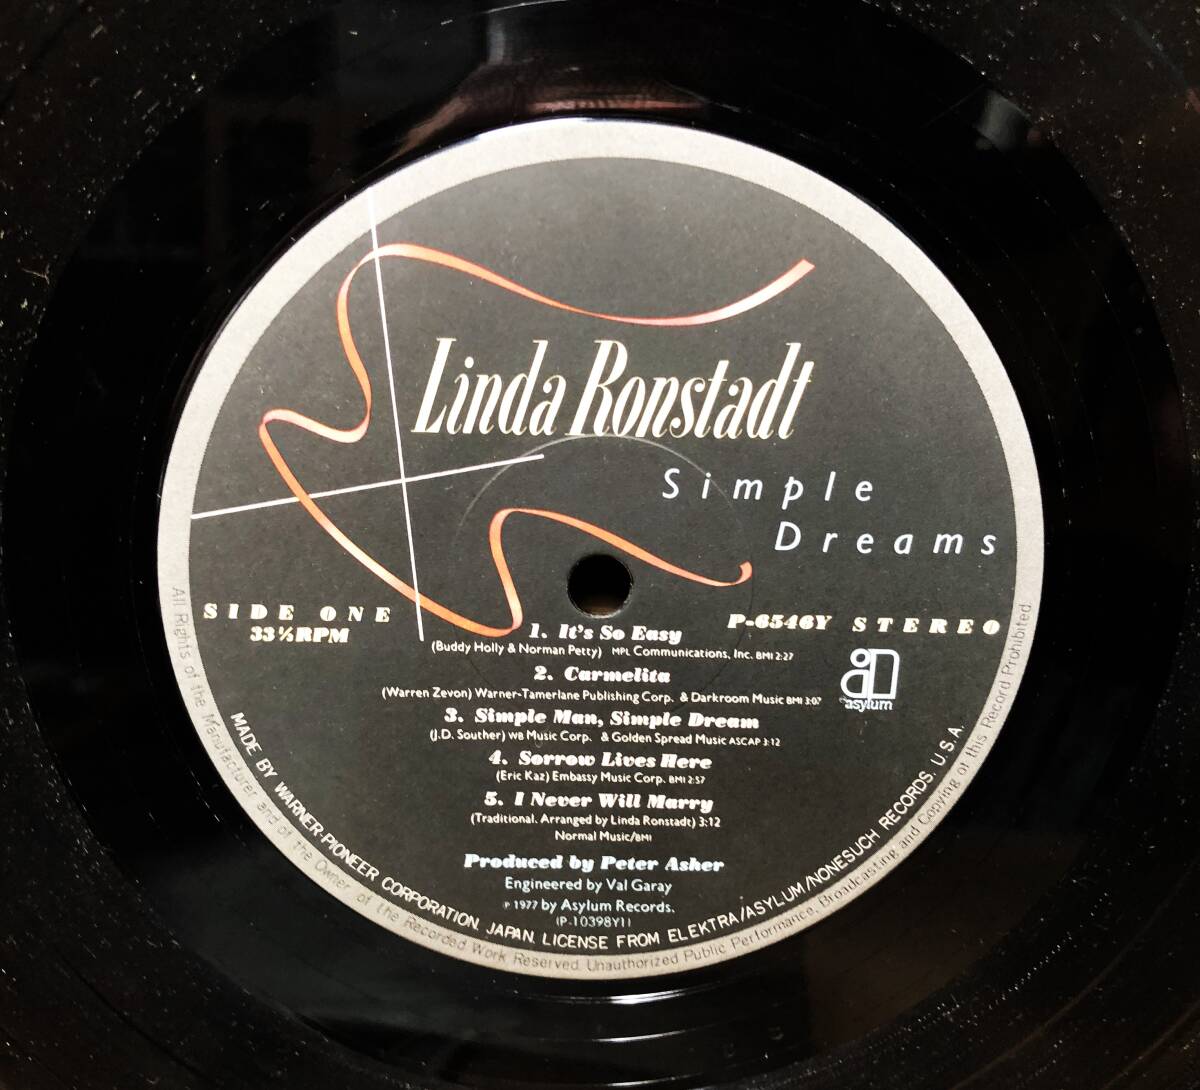 Linda Ronstadt
Simple
Dreams
SIDE ONE
33⅓RPM
P-6546Y STEREO
1. It's So Easy
(Buddy Holly & Norman Petty) MPL Communications, Inc. BMI 2:27
2. Carmelita
(Warren Zevon) Warner-Tamerlane Publishing Corp. & Darkroom Music BMI 3:07
3. Simple Man, Simple Dream
(J.D. Souther) WB Music Corp. & Golden Spread Music ASCAP 3:12
4. Sorrow Lives Here
(Eric Kaz) Embassy Music Corp. BMI 2:57
5. I Never Will Marry
(Traditional. Arranged by Linda Ronstadt) 3:12
Normal Music/BMI
asylum
Produced by Peter Asher
Engineered by Val Garay
℗ 1977 by Asylum Records.
(P-10398Y1)
MADE BY WARNER-PIONEER CORPORATION, JAPAN. LICENSE FROM ELEKTRA/ASYLUM/NONESUCH RECORDS. U.S.A.
All Rights of the Manufacturer and of the Owner of the Recorded Work Reserved. Unauthorized Public Performance, Broadcasting and Copying of this Record Prohibited